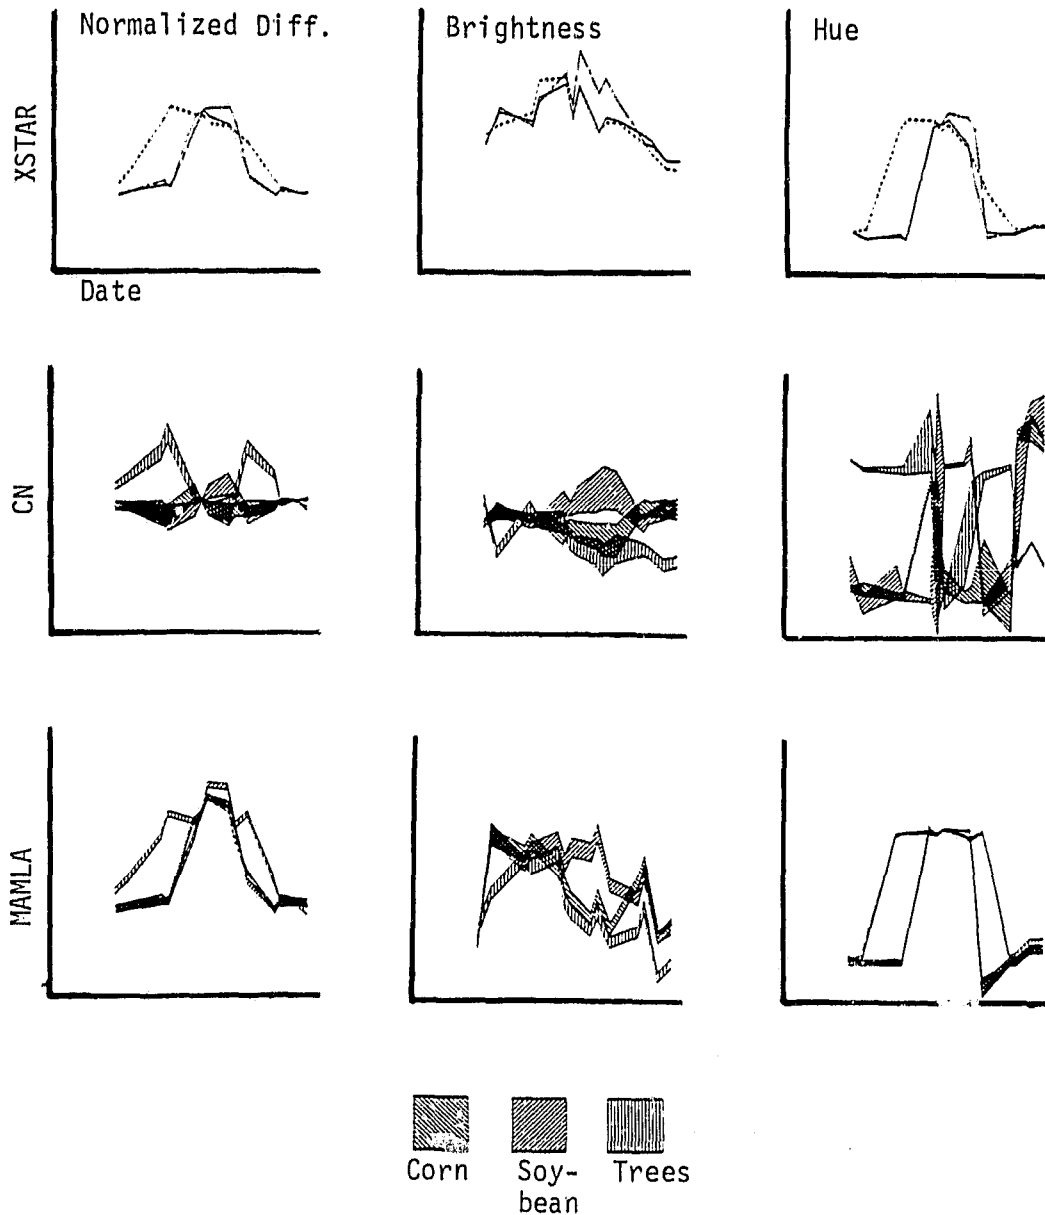 Normalized Diff.
Brightness
Hue
XSTAR
Date
CN
MAMLA
Corn
Soy-
bean
Trees